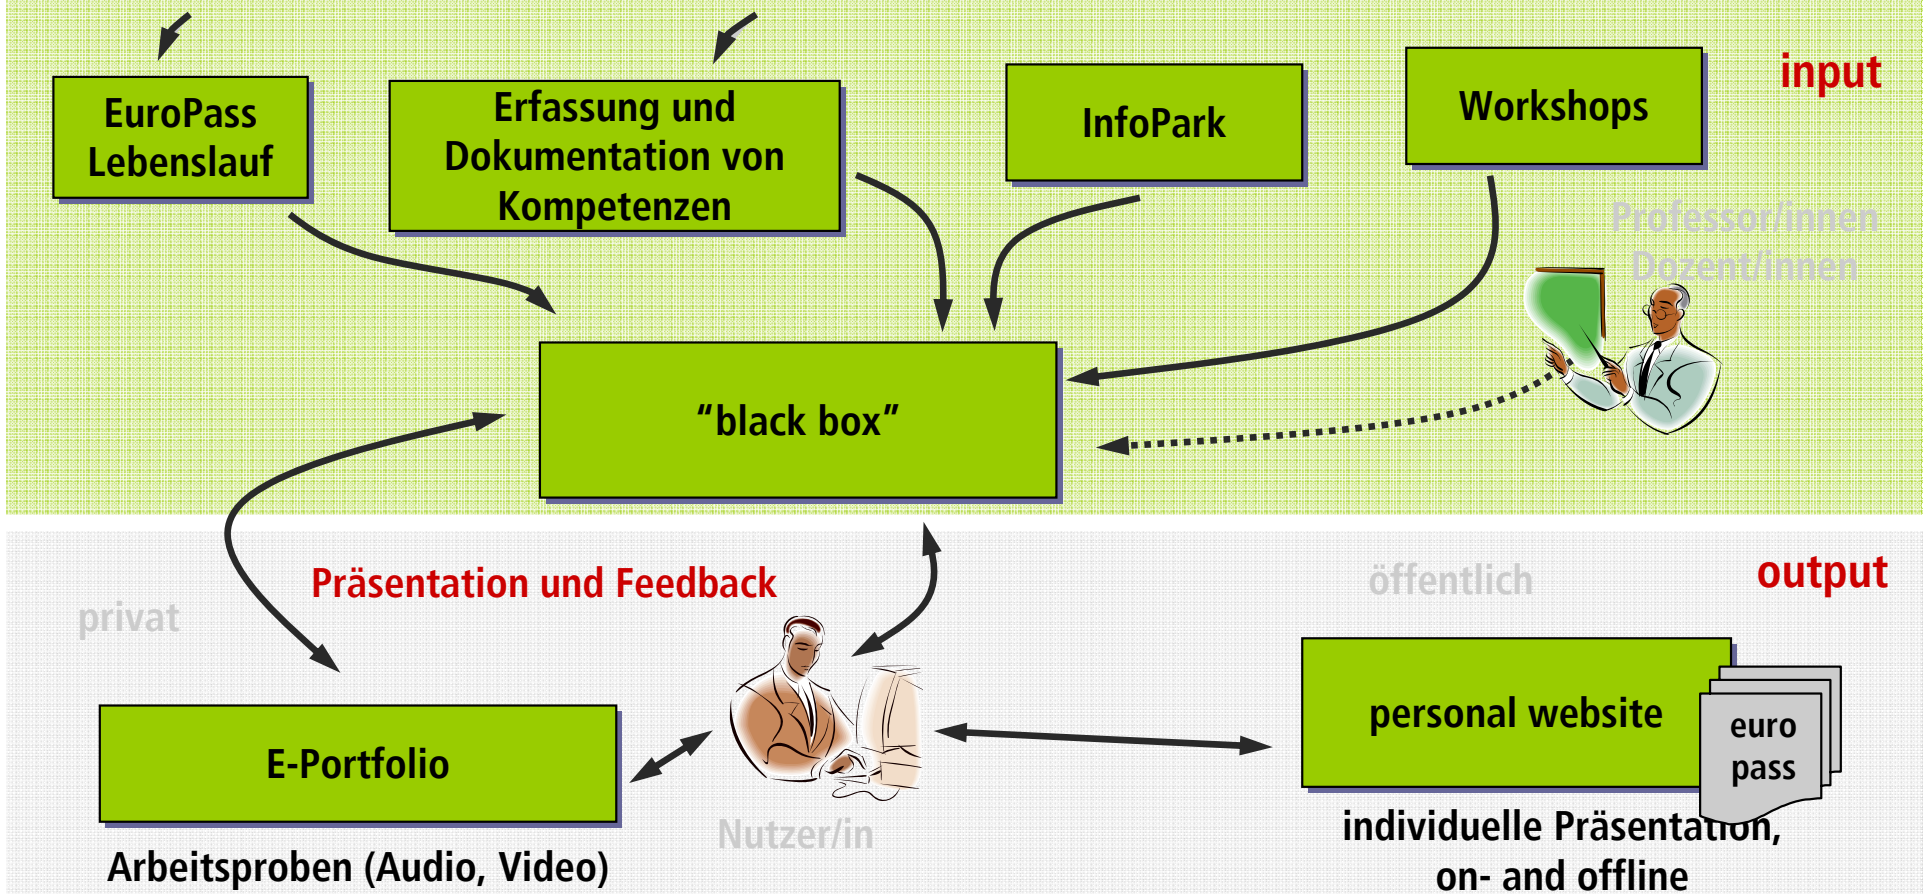 input
EuroPass
Lebenslauf
Erfassung und
Dokumentation von
Kompetenzen
InfoPark
Workshops
Professor/innen
Dozent/innen
“black box”
Präsentation und Feedback
öffentlich
output
privat
E-Portfolio
personal website
euro
pass
Nutzer/in
Arbeitsproben (Audio, Video)
individuelle Präsentation,
on- and offline